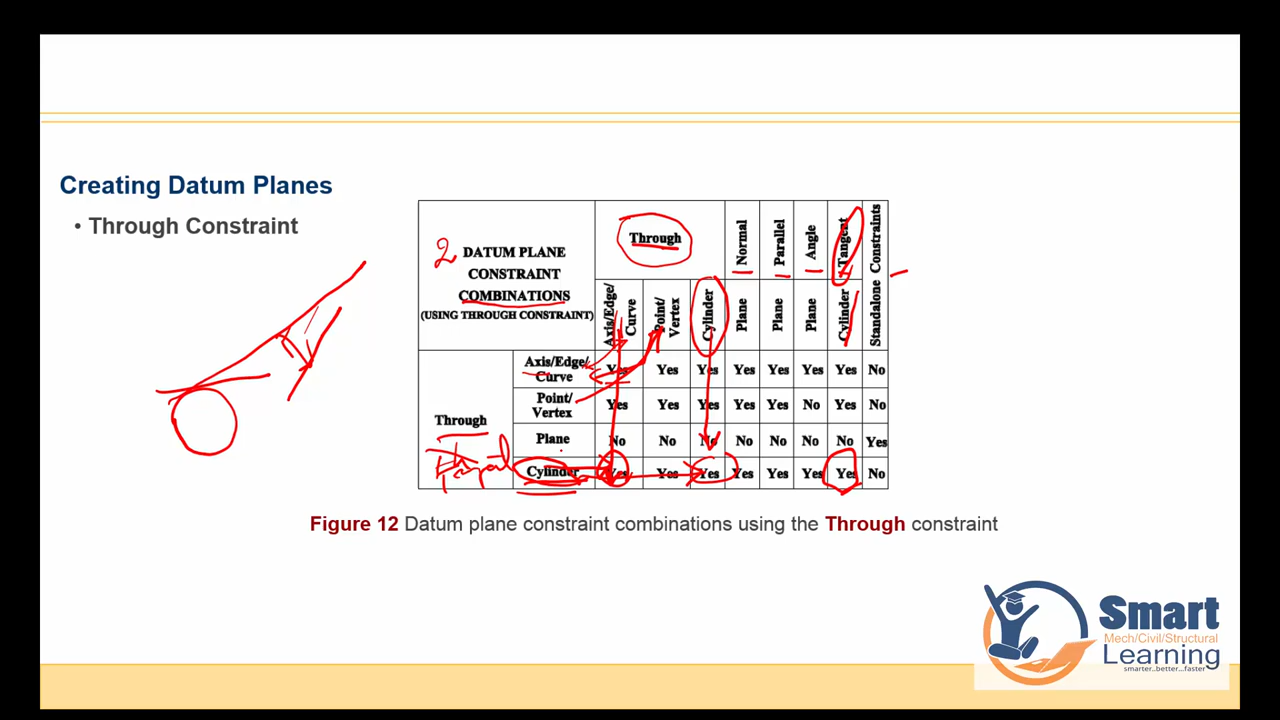 Creating Datum Planes
• Through Constraint
2 DATUM PLANE
CONSTRAINT
COMBINATIONS
(USING THROUGH CONSTRAINT)
Through
Normal
Parallel
Angle
Tangent
Standalone Constraints
Axis/Edge/
Curve
Point/
Vertex
Cylinder
Plane
Plane
Plane
Cylinder
Through
Axis/Edge/
Curve
Yes Yes Yes Yes Yes Yes Yes No
Point/
Vertex
Yes Yes Yes Yes Yes No Yes No
Plane No No No No No No No Yes
Cylinder Yes Yes Yes Yes Yes Yes Yes No
Figure 12 Datum plane constraint combinations using the Through constraint
Smart
Mech/Civil/Structural
Learning
smarter..better...faster